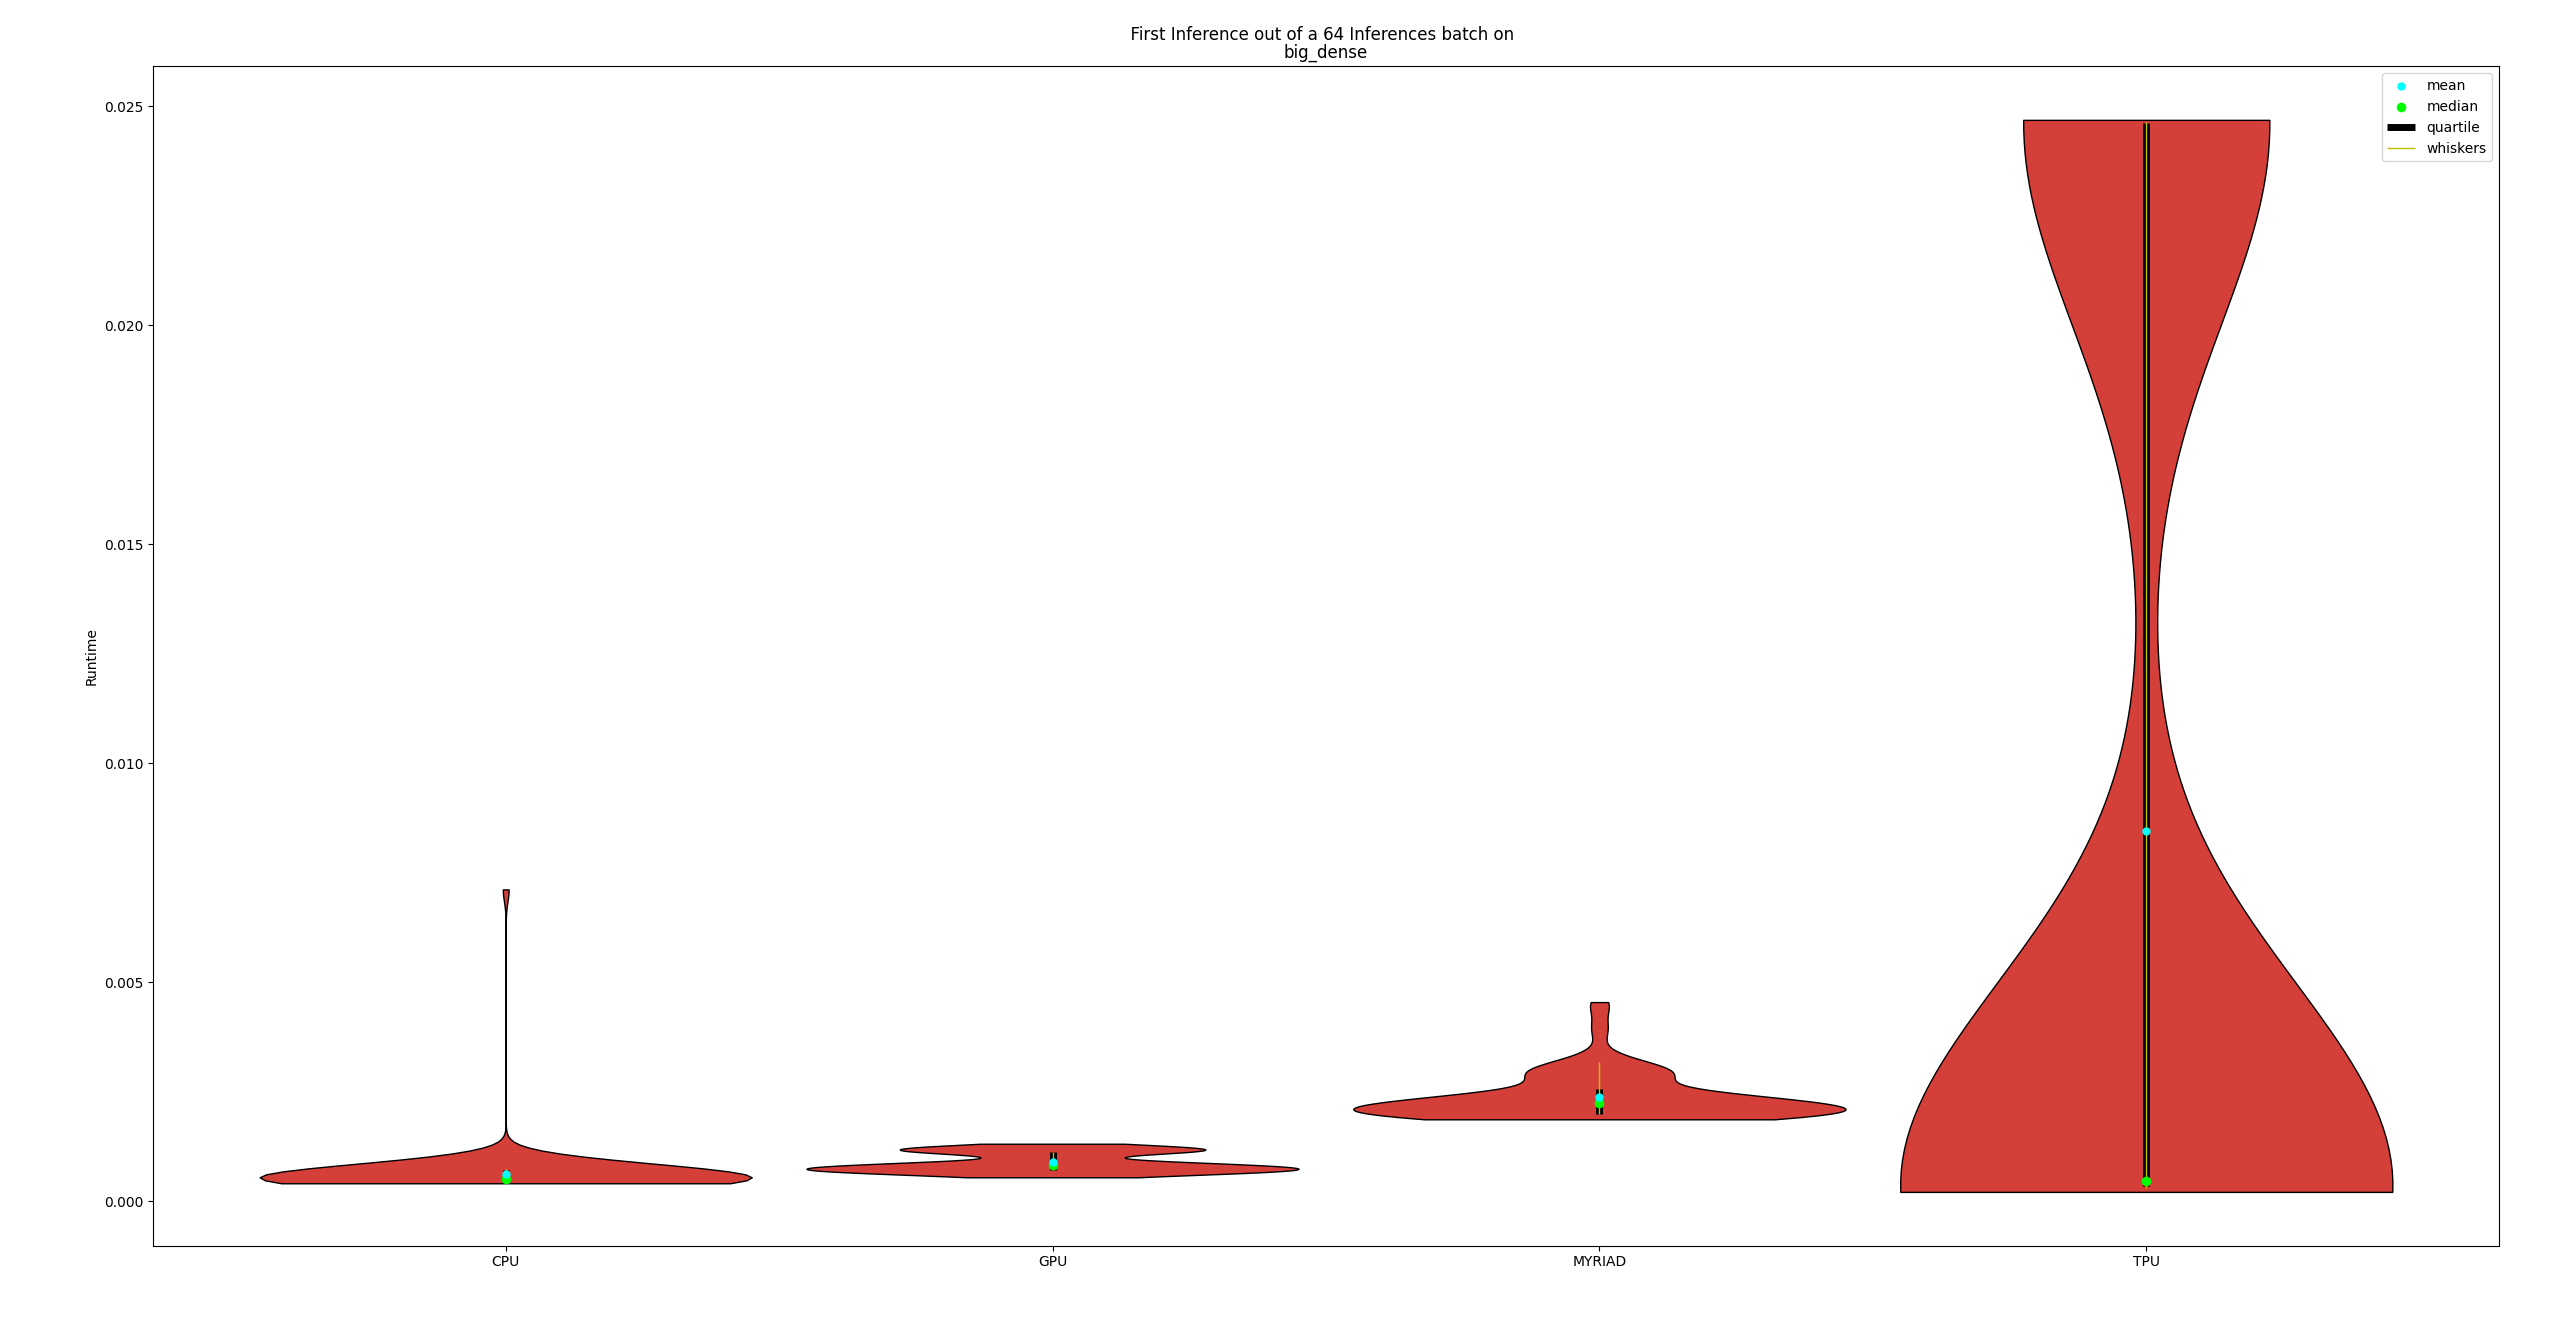 First Inference out of a 64 Inferences batch on
big_dense
mean
median
quartile
whiskers
0.025
0.020
0.015
0.010
0.005
0.000
Runtime
CPU
GPU
MYRIAD
TPU